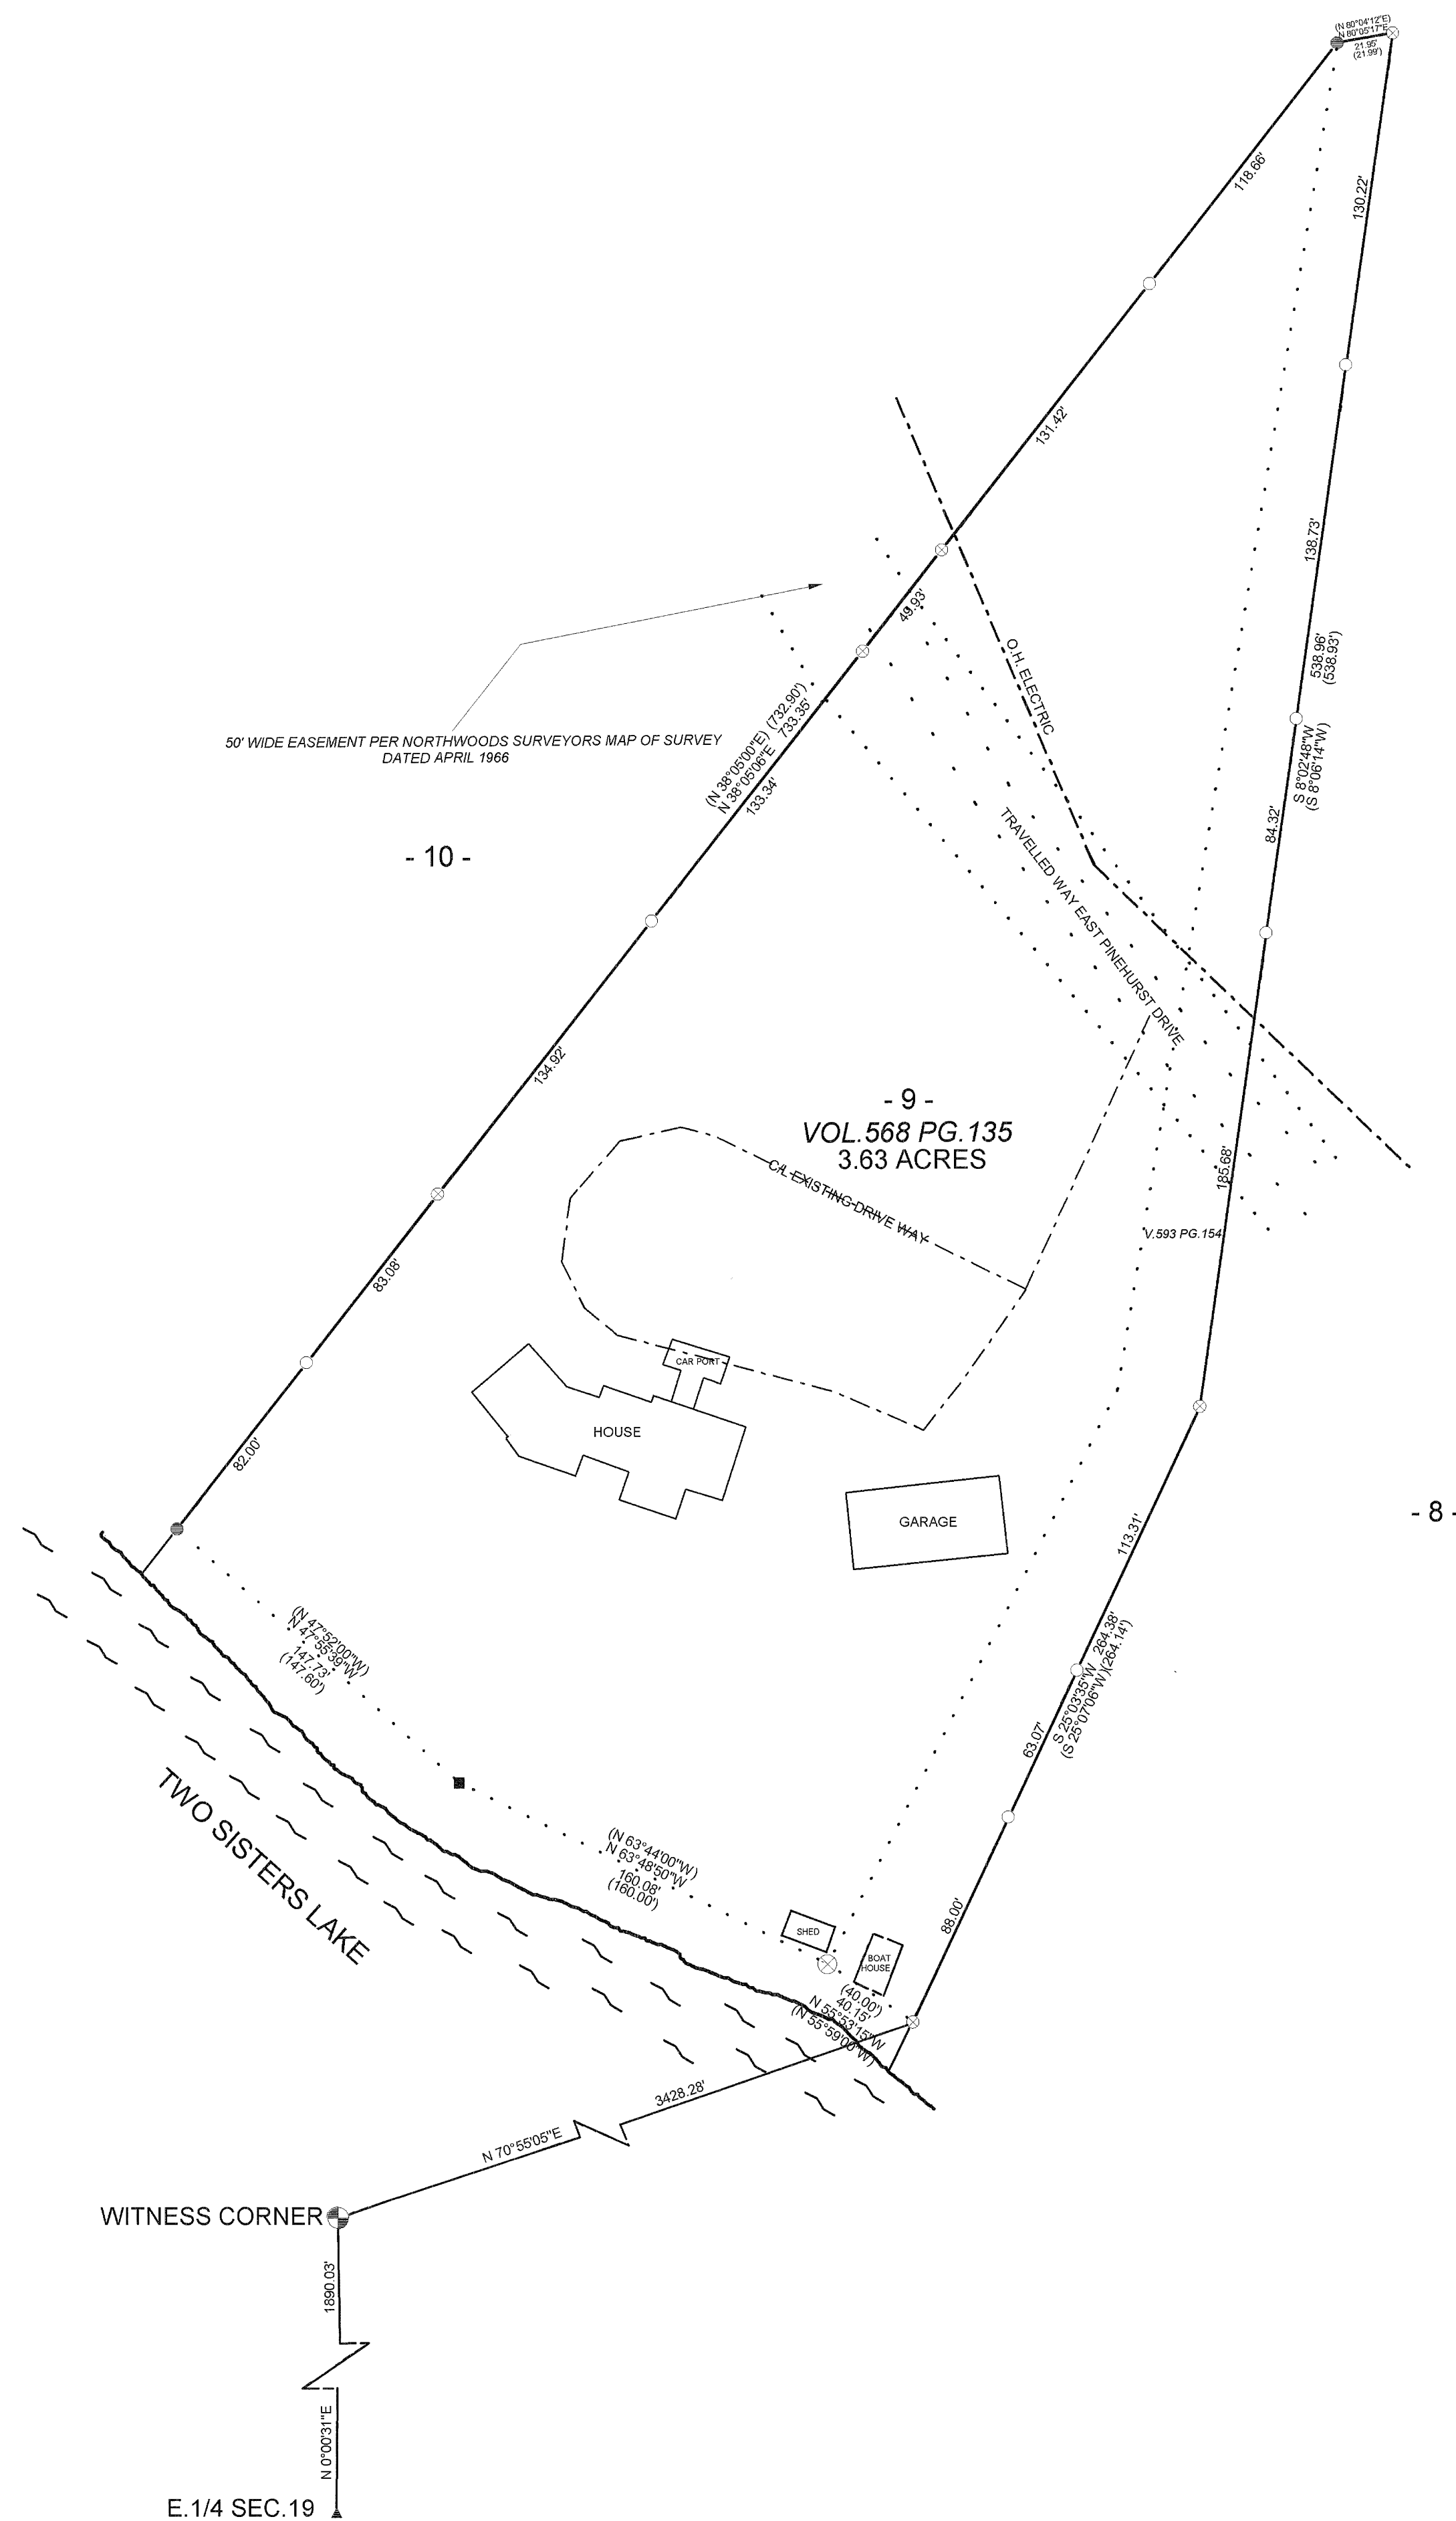 (N 80°04'12"E)
N 80°05'17"E
21.95'
(21.99')
118.66'
130.22'
131.42'
138.73'
49.93'
O.H. ELECTRIC
538.96'
(538.93')
S 8°02'48"W
(S 8°06'14"W)
(N 38°05'00"E) (732.90')
N 38°05'06"E 733.35'
133.34'
50' WIDE EASEMENT PER NORTHWOODS SURVEYORS MAP OF SURVEY
DATED APRIL 1966
84.32'
TRAVELLED WAY EAST PINEHURST DRIVE
- 10 -
134.92'
- 9 -
VOL.568 PG.135
3.63 ACRES
185.68'
C/L EXISTING DRIVE WAY
V.593 PG.154
83.08'
CAR PORT
HOUSE
82.00'
GARAGE
- 8 -
113.31'
(N 47°52'00"W)
N 47°55'39"W
147.73'
(147.60')
S 25°03'35"W 264.38'
(S 25°07'06"W)(264.14')
63.07'
TWO SISTERS LAKE
(N 63°44'00"W)
N 63°48'50"W
160.08'
(160.00')
88.00'
SHED
BOAT
HOUSE
(40.00')
40.15'
N 55°53'15"W
(N 55°59'00"W)
3428.28'
N 70°55'05"E
WITNESS CORNER
1890.03'
N 0°00'31"E
E.1/4 SEC.19